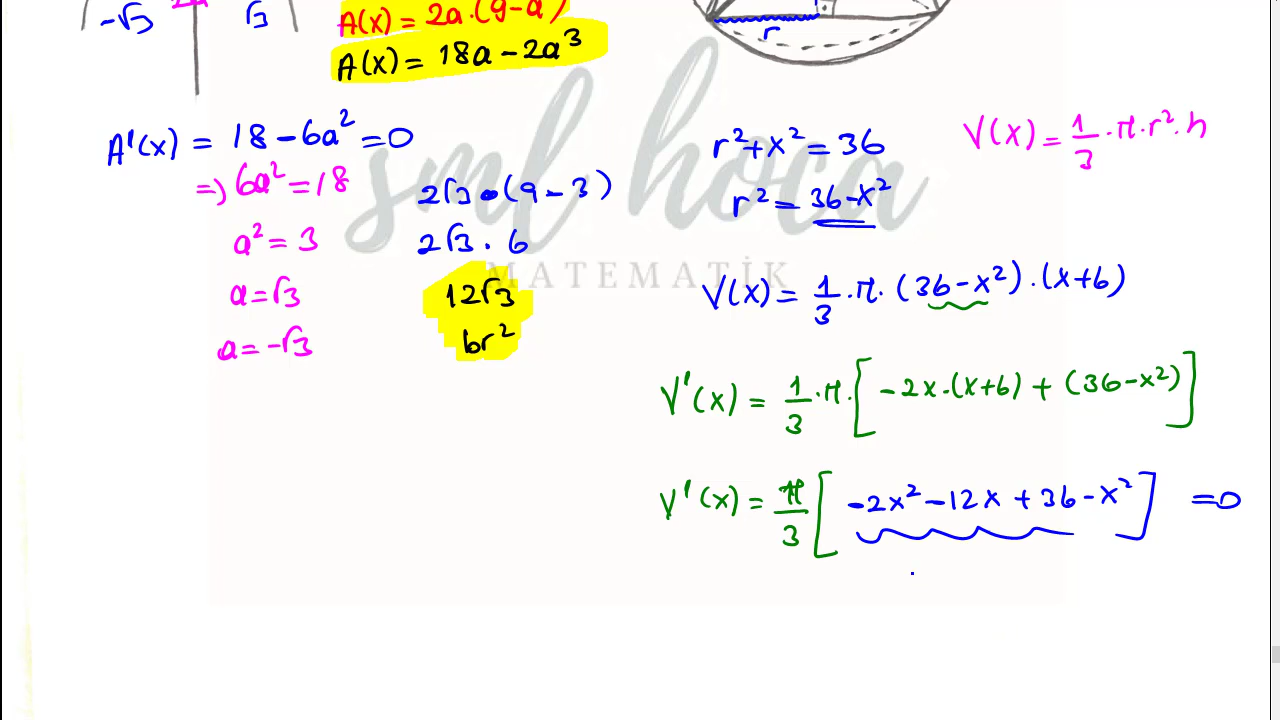 -√3 √3
A(x) = 2a·(9-a²)
A(x) = 18a - 2a³
A'(x) = 18 - 6a² = 0
=) 6a² = 18
a² = 3
a = √3
a = -√3
2√3 · (9 - 3)
2√3 · 6
12√3
br²
r
r² + x² = 36
r² = 36 - x²
V(x) = 1/3 · π · r² · h
V(x) = 1/3 · π · (36 - x²) · (x+6)
V'(x) = 1/3 · π · [-2x·(x+6) + (36-x²)]
V'(x) = π/3 [-2x² - 12x + 36 - x²] = 0
sml hoca
MATEMATİK